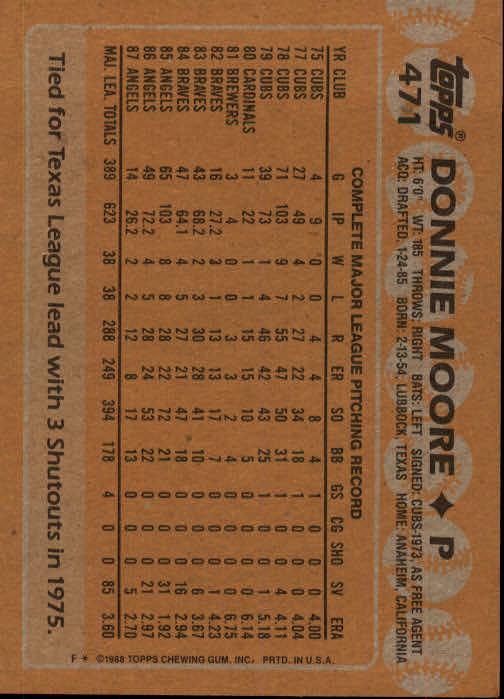 topps®
471
DONNIE MOORE ◆ P
HT: 6'0" WT: 185 THROWS: RIGHT BATS: LEFT SIGNED: CUBS-1973, AS FREE AGENT
ACQ: DRAFTED, 1-24-85 BORN: 2-13-54, LUBBOCK, TEXAS HOME: ANAHEIM, CALIFORNIA
COMPLETE MAJOR LEAGUE PITCHING RECORD
YR CLUB G IP W L R ER SO BB GS CG SHO SV ERA
75 CUBS 4 9 0 0 4 4 8 4 1 0 0 0 4.00
77 CUBS 27 49 4 2 27 22 34 18 1 0 0 0 4.04
78 CUBS 71 103 9 7 55 47 50 31 1 0 0 4 4.11
79 CUBS 39 73 1 4 46 42 43 25 1 0 0 1 5.18
80 CARDINALS 11 22 1 1 15 15 10 5 0 0 0 0 6.14
81 BREWERS 3 4 0 0 3 3 2 4 0 0 0 0 6.75
82 BRAVES 16 27.2 3 1 13 13 17 7 0 0 0 1 4.23
83 BRAVES 43 68.2 2 3 30 28 41 10 0 0 0 6 3.67
84 BRAVES 47 64.1 4 5 27 21 47 18 0 0 0 16 2.94
85 ANGELS 65 103 8 8 28 22 72 21 0 0 0 31 1.92
86 ANGELS 49 72.2 4 5 28 24 53 22 0 0 0 21 2.97
87 ANGELS 14 26.2 2 2 12 8 17 13 0 0 0 5 2.70
MAJ. LEA. TOTALS 389 623 38 38 288 249 394 178 4 0 0 85 3.60
Tied for Texas League lead with 3 Shutouts in 1975.
F * ©1988 TOPPS CHEWING GUM, INC. PRTD. IN U.S.A.